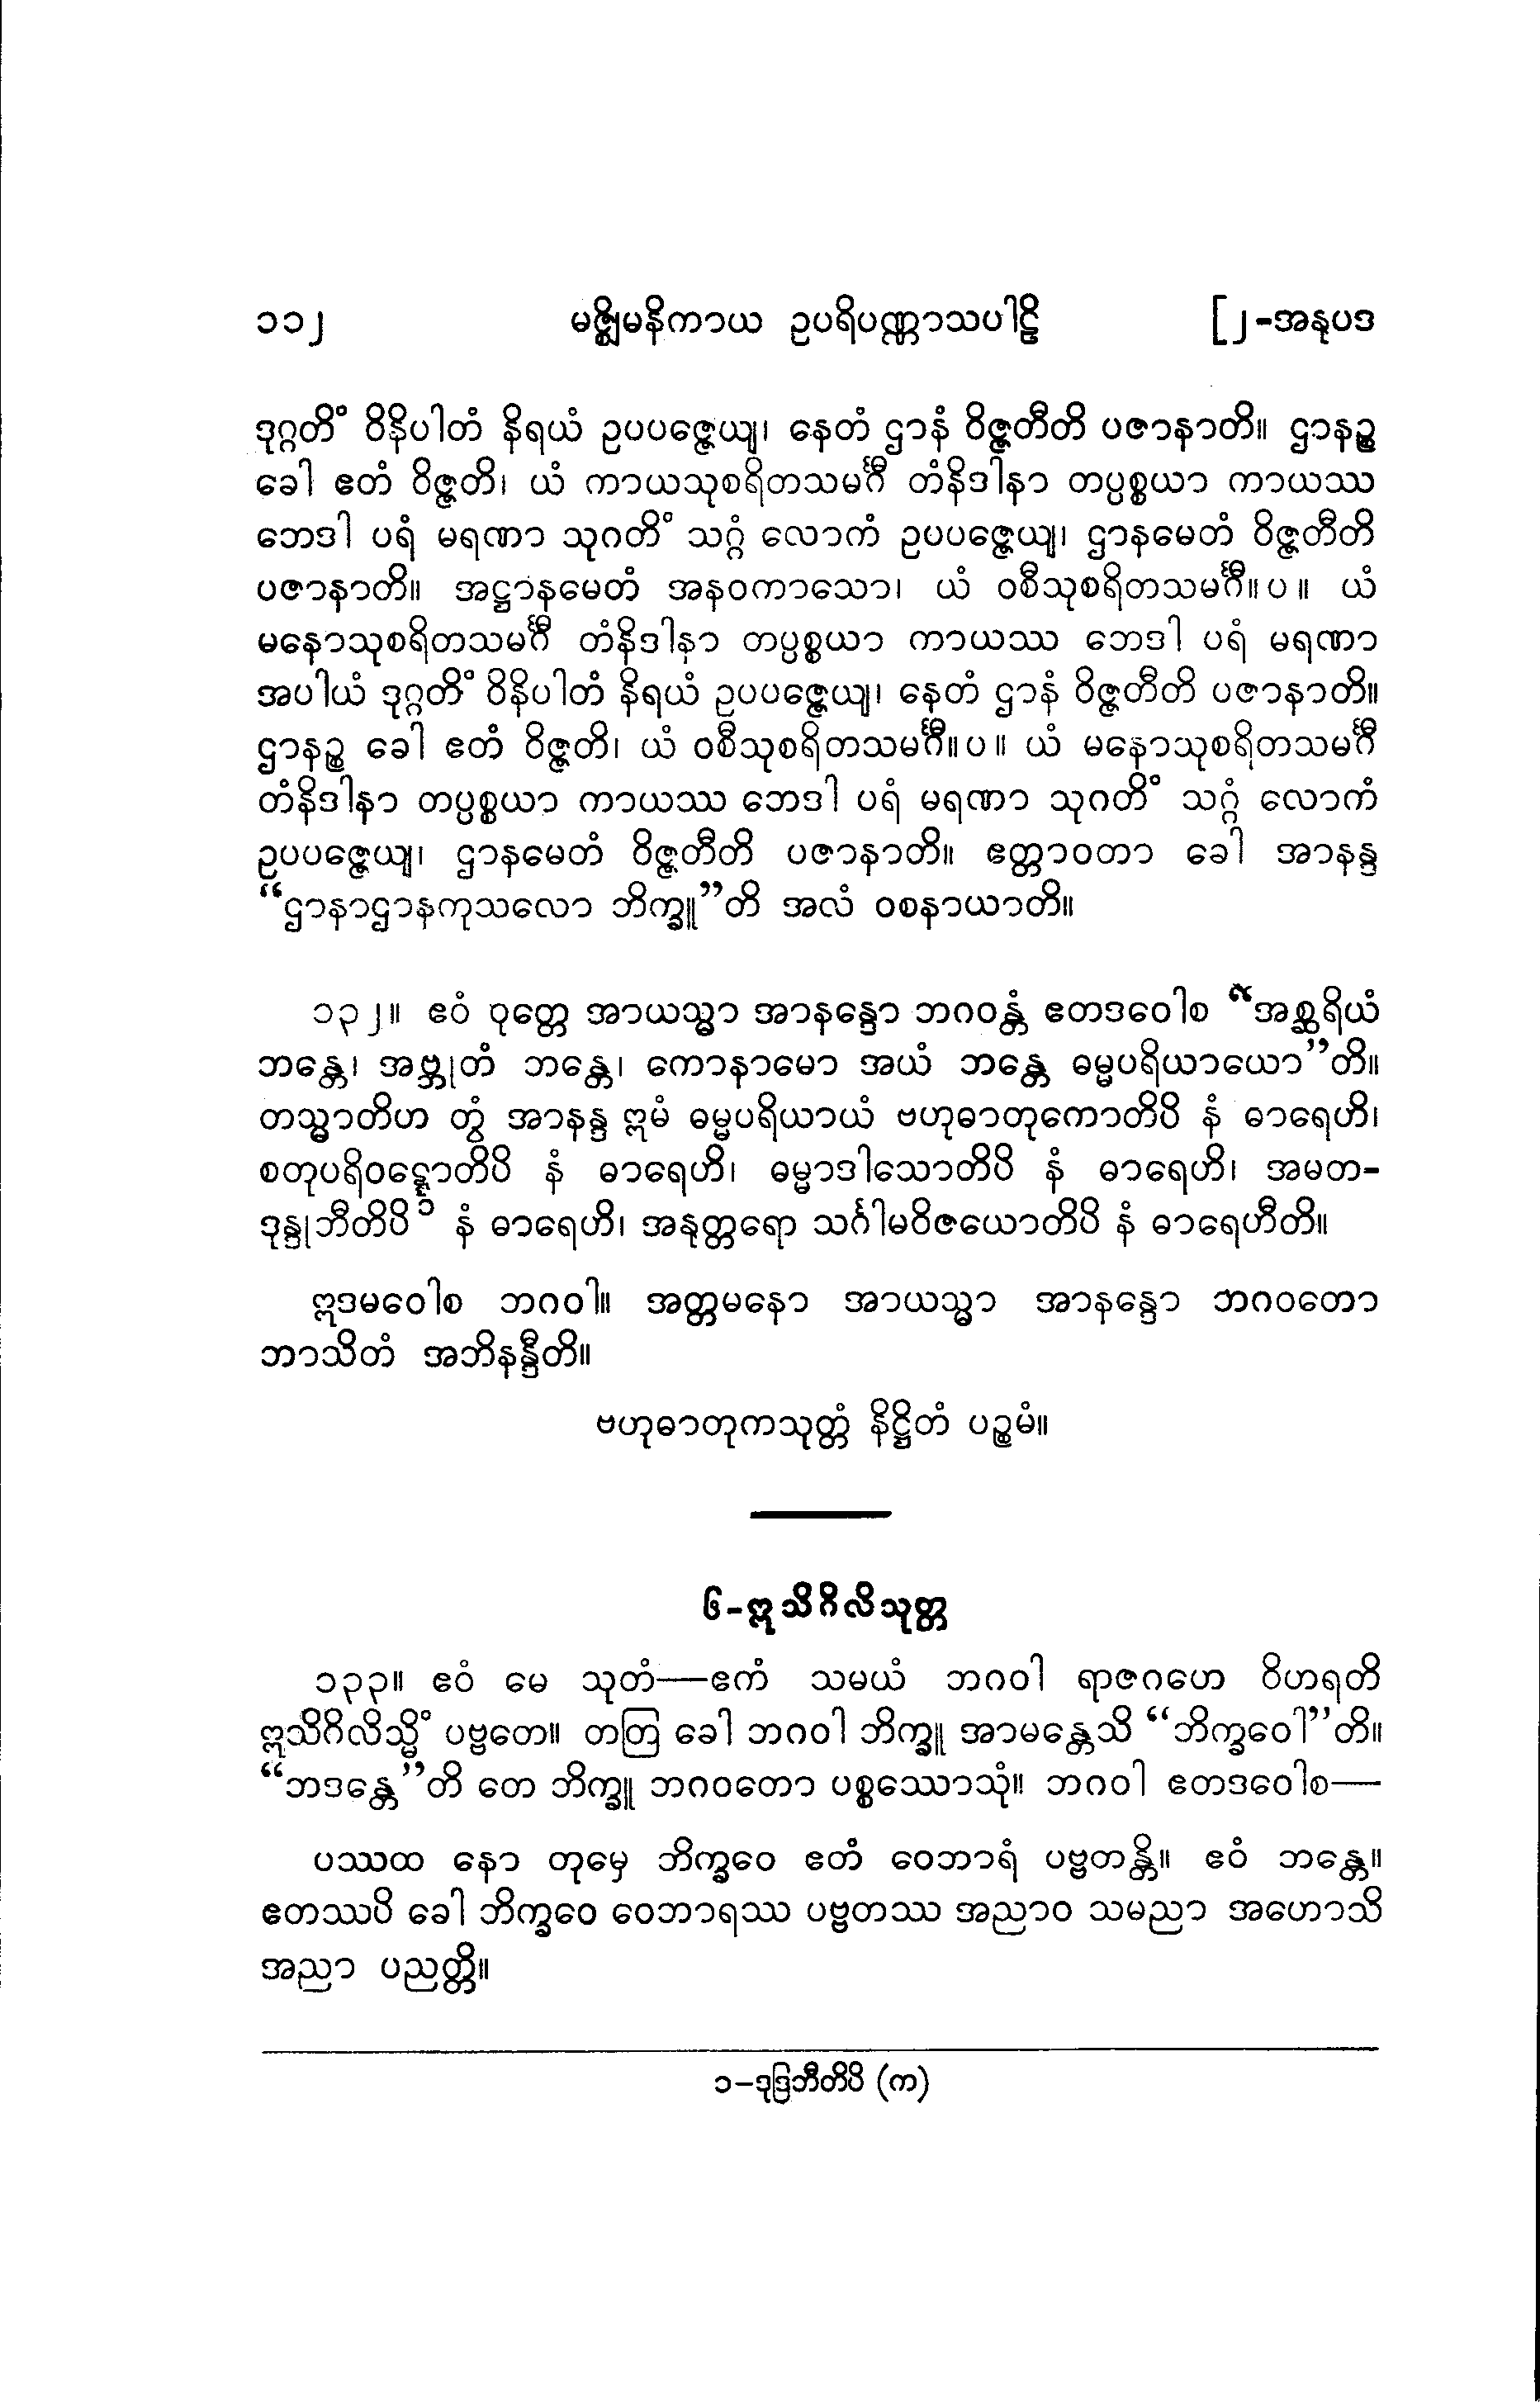 ၁၁၂ မဇ္ဈိမနိကာယ ဥပရိပဏ္ဏာသပါဠိ [၂-အနုပဒ
ဒုဂ္ဂတိံ ဝိနိပါတံ နိရယံ ဥပပဇ္ဇေယျ၊ နေတံ ဌာနံ ဝိဇ္ဇတီတိ ပဇာနာတိ။ ဌာနဉ္စ
ခေါ ဧတံ ဝိဇ္ဇတိ၊ ယံ ကာယသုစရိတသမင်္ဂီ တံနိဒါနာ တပ္ပစ္စယာ ကာယဿ
ဘေဒါ ပရံ မရဏာ သုဂတိံ သဂ္ဂံ လောကံ ဥပပဇ္ဇေယျ၊ ဌာနမေတံ ဝိဇ္ဇတီတိ
ပဇာနာတိ။ အဋ္ဌာနမေတံ အနဝကာသော၊ ယံ ဝစီသုစရိတသမင်္ဂီ။ပ။ ယံ
မနောသုစရိတသမင်္ဂီ တံနိဒါနာ တပ္ပစ္စယာ ကာယဿ ဘေဒါ ပရံ မရဏာ
အပါယံ ဒုဂ္ဂတိံ ဝိနိပါတံ နိရယံ ဥပပဇ္ဇေယျ၊ နေတံ ဌာနံ ဝိဇ္ဇတီတိ ပဇာနာတိ။
ဌာနဉ္စ ခေါ ဧတံ ဝိဇ္ဇတိ၊ ယံ ဝစီသုစရိတသမင်္ဂီ။ပ။ ယံ မနောသုစရိတသမင်္ဂီ
တံနိဒါနာ တပ္ပစ္စယာ ကာယဿ ဘေဒါ ပရံ မရဏာ သုဂတိံ သဂ္ဂံ လောကံ
ဥပပဇ္ဇေယျ၊ ဌာနမေတံ ဝိဇ္ဇတီတိ ပဇာနာတိ။ ဧတ္တာဝတာ ခေါ အာနန္ဒ
“ဌာနာဌာနကုသလော ဘိက္ခူ”တိ အလံ ဝစနာယာတိ။
၁၃၂။ ဧဝံ ဝုတ္တေ အာယသ္မာ အာနန္ဒော ဘဂဝန္တံ ဧတဒဝေါစ “အစ္ဆရိယံ
ဘန္တေ၊ အဗ္ဘုတံ ဘန္တေ၊ ကောနာမော အယံ ဘန္တေ ဓမ္မပရိယာယော”တိ။
တသ္မာတိဟ တွံ အာနန္ဒ ဣမံ ဓမ္မပရိယာယံ ဗဟုဓာတုကောတိပိ နံ ဓာရေဟိ၊
စတုပရိဝဋ္ဋောတိပိ နံ ဓာရေဟိ၊ ဓမ္မာဒါသောတိပိ နံ ဓာရေဟိ၊ အမတ-
ဒုန္ဒုဘီတိပိ၁ နံ ဓာရေဟိ၊ အနုတ္တရော သင်္ဂါမဝိဇယောတိပိ နံ ဓာရေဟီတိ။
ဣဒမဝေါစ ဘဂဝါ။ အတ္တမနော အာယသ္မာ အာနန္ဒော ဘဂဝတော
ဘာသိတံ အဘိနန္ဒီတိ။
ဗဟုဓာတုကသုတ္တံ နိဋ္ဌိတံ ပဉ္စမံ။
၆-ဣသိဂိလိသုတ္တ
၁၃၃။ ဧဝံ မေ သုတံ—ဧကံ သမယံ ဘဂဝါ ရာဇဂဟေ ဝိဟရတိ
ဣသိဂိလိသ္မိံ ပဗ္ဗတေ။ တတြ ခေါ ဘဂဝါ ဘိက္ခူ အာမန္တေသိ “ဘိက္ခဝေါ”တိ။
“ဘဒန္တေ”တိ တေ ဘိက္ခူ ဘဂဝတော ပစ္စဿောသုံ။ ဘဂဝါ ဧတဒဝေါစ—
ပဿထ နော တုမှေ ဘိက္ခဝေ ဧတံ ဝေဘာရံ ပဗ္ဗတန္တိ။ ဧဝံ ဘန္တေ။
ဧတဿပိ ခေါ ဘိက္ခဝေ ဝေဘာရဿ ပဗ္ဗတဿ အညာဝ သမညာ အဟောသိ
အညာ ပညတ္တိ။
၁-ဒုဒြဘီတိပိ (က)